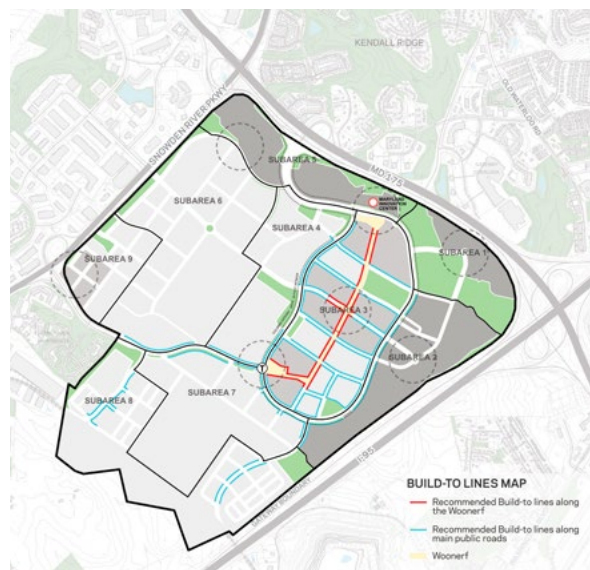 KENDALL RIDGE
OLD WATERLOO RD
SNOWDEN RIVER PKWY
MD 175
SUBAREA 5
MARYLAND
INNOVATION
CENTER
SUBAREA 6
SUBAREA 4
SUBAREA 1
SUBAREA 9
SUBAREA 3
SUBAREA 2
T
SUBAREA 8
SUBAREA 7
I-95
GATEWAY BOUNDARY
BUILD-TO LINES MAP
Recommended Build-to lines along
the Woonerf
Recommended Build-to lines along
main public roads
Woonerf